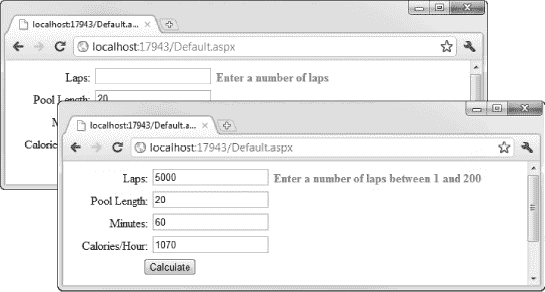 localhost:17943/Default.a...
localhost:17943/Default.aspx
Laps:
Enter a number of laps
Pool Length: 20
M
Calorie
localhost:17943/Default.a...
localhost:17943/Default.aspx
Laps: 5000 Enter a number of laps between 1 and 200
Pool Length: 20
Minutes: 60
Calories/Hour: 1070
Calculate